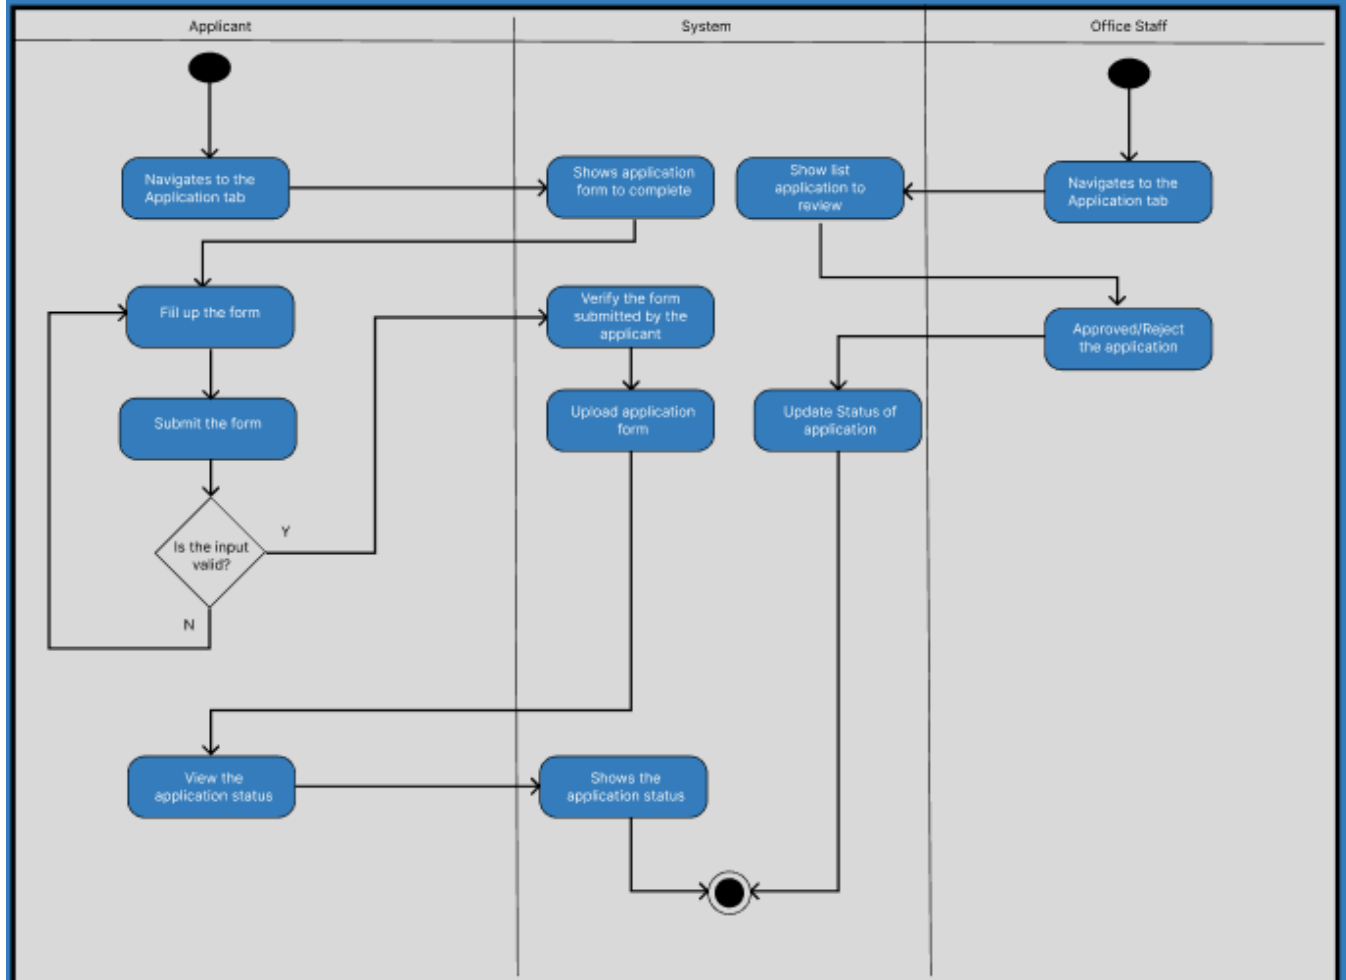 Applicant
System
Office Staff
Navigates to the
Application tab
Shows application
form to complete
Show list
application to
review
Navigates to the
Application tab
Fill up the form
Verify the form
submitted by the
applicant
Approved/Reject
the application
Submit the form
Upload application
form
Update Status of
application
Is the input
valid?
Y
N
View the
application status
Shows the
application status